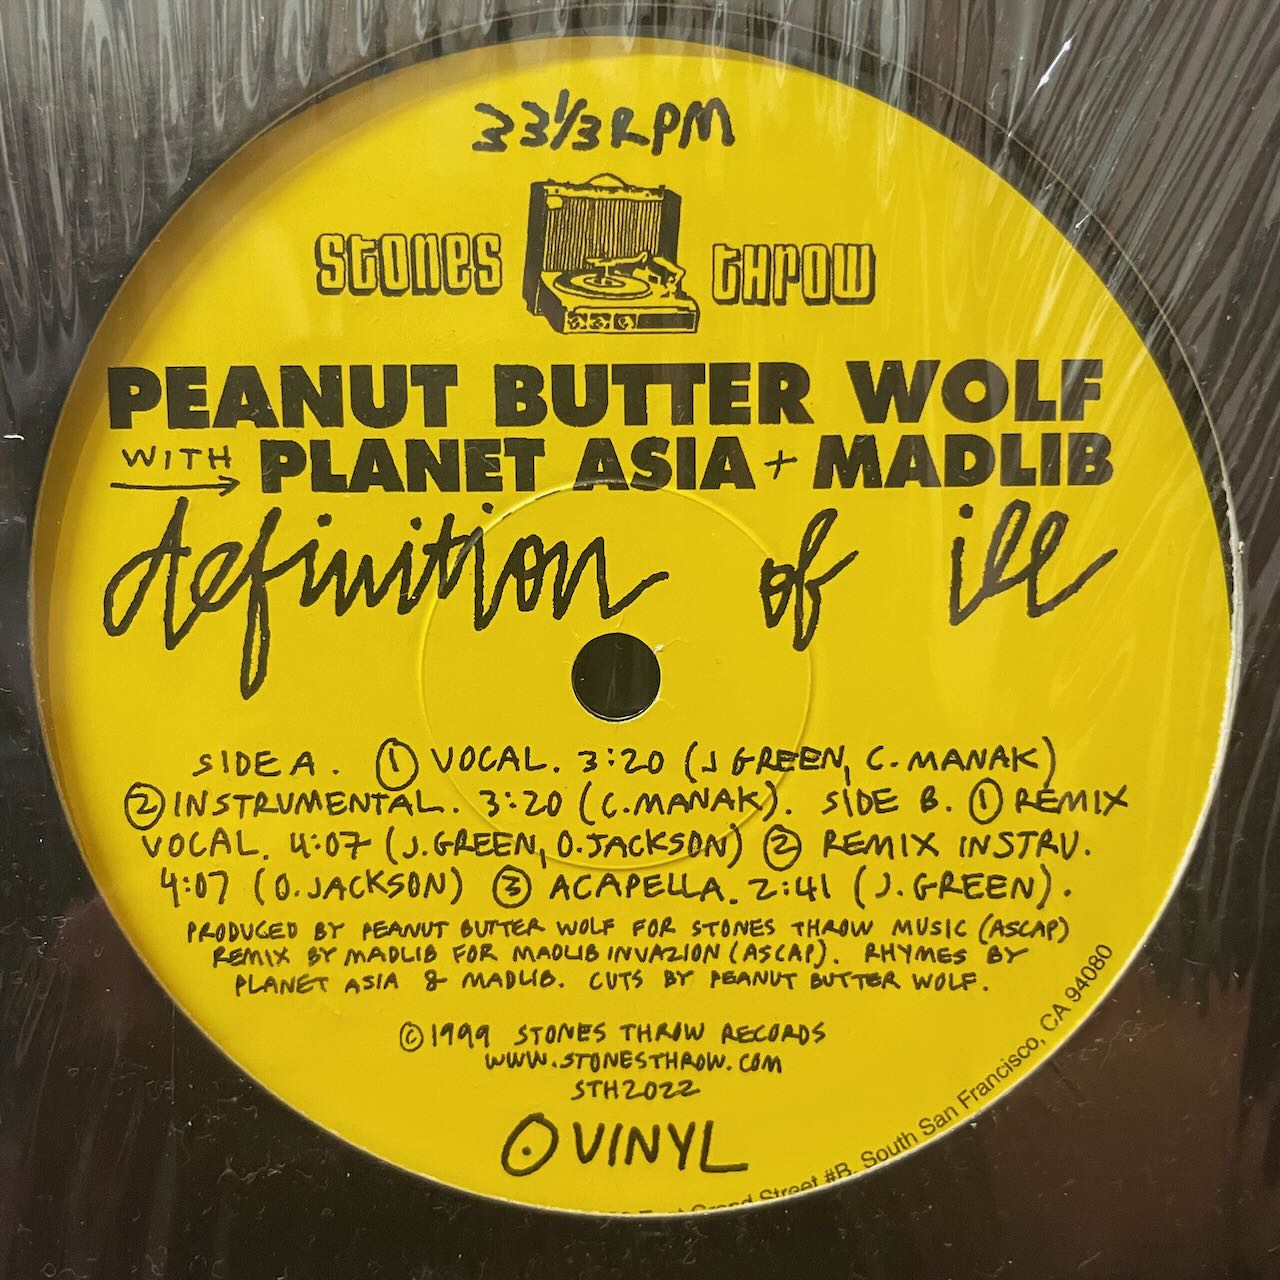 33 1/3 RPM
STONES THROW
PEANUT BUTTER WOLF
WITH PLANET ASIA + MADLIB
definition of ill
SIDE A. ① VOCAL. 3:20 (J GREEN, C. MANAK)
② INSTRUMENTAL. 3:20 (C.MANAK). SIDE B. ① REMIX
VOCAL. 4:07 (J.GREEN, O.JACKSON) ② REMIX INSTRU.
4:07 (O.JACKSON) ③ ACAPELLA. 2:41 (J.GREEN).
PRODUCED BY PEANUT BUTTER WOLF FOR STONES THROW MUSIC (ASCAP)
REMIX BY MADLIB FOR MADLIB INVAZION (ASCAP). RHYMES BY
PLANET ASIA & MADLIB. CUTS BY PEANUT BUTTER WOLF.
©1999 STONES THROW RECORDS
WWW.STONESTHROW.COM
STH2022
VINYL
Grand Street #B, South San Francisco, CA 94080